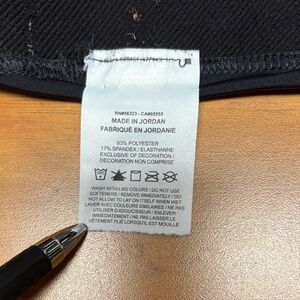 RN#56323 - CA#05553
MADE IN JORDAN
FABRIQUÉ EN JORDANIE
83% POLYESTER
17% SPANDEX / ELASTHANNE
EXCLUSIVE OF DECORATION /
DECORATION NON COMPRISE
WASH WITH LIKE COLORS / DO NOT USE
SOFTENERS / REMOVE IMMEDIATELY / DO
NOT ALLOW TO LAY ON ITSELF WHEN WET
LAVER AVEC COULEURS SIMILAIRES / NE PAS
UTILISER D'ADOUCISSEUR / ENLEVER
IMMÉDIATEMENT / NE PAS LAISSER LE
VÊTEMENT PLIÉ LORSQU'IL EST MOUILLÉ